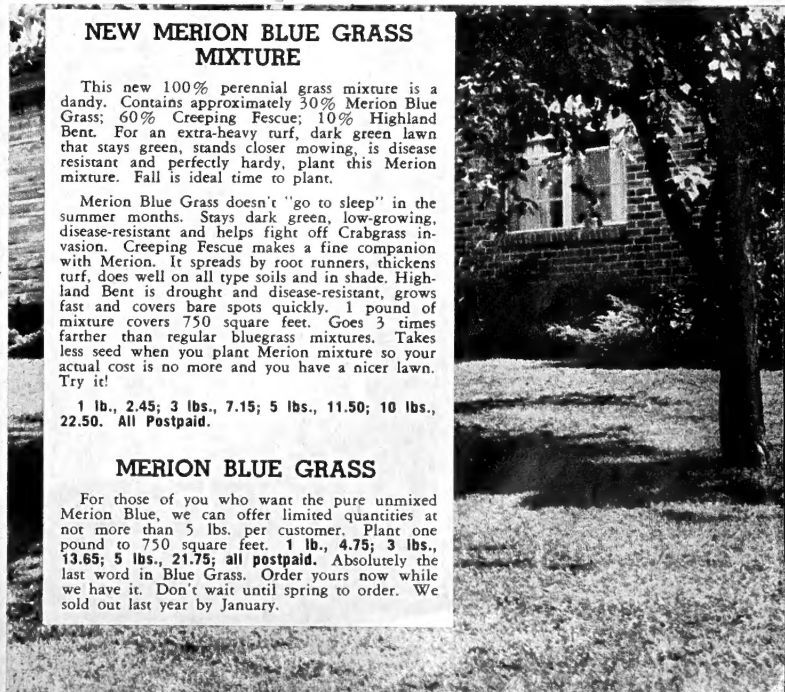 NEW MERION BLUE GRASS
MIXTURE
This new 100% perennial grass mixture is a
dandy. Contains approximately 30% Merion Blue
Grass; 60% Creeping Fescue; 10% Highland
Bent. For an extra-heavy turf, dark green lawn
that stays green, stands closer mowing, is disease
resistant and perfectly hardy, plant this Merion
mixture. Fall is ideal time to plant.
Merion Blue Grass doesn't "go to sleep" in the
summer months. Stays dark green, low-growing,
disease-resistant and helps fight off Crabgrass in-
vasion. Creeping Fescue makes a fine companion
with Merion. It spreads by root runners, thickens
turf, does well on all type soils and in shade. High-
land Bent is drought and disease-resistant, grows
fast and covers bare spots quickly. 1 pound of
mixture covers 750 square feet. Goes 3 times
farther than regular bluegrass mixtures. Takes
less seed when you plant Merion mixture so your
actual cost is no more and you have a nicer lawn.
Try it!
1 lb., 2.45; 3 lbs., 7.15; 5 lbs., 11.50; 10 lbs.,
22.50. All Postpaid.
MERION BLUE GRASS
For those of you who want the pure unmixed
Merion Blue, we can offer limited quantities at
not more than 5 lbs. per customer. Plant one
pound to 750 square feet. 1 lb., 4.75; 3 lbs.,
13.65; 5 lbs., 21.75; all postpaid. Absolutely the
last word in Blue Grass. Order yours now while
we have it. Don't wait until spring to order. We
sold out last year by January.